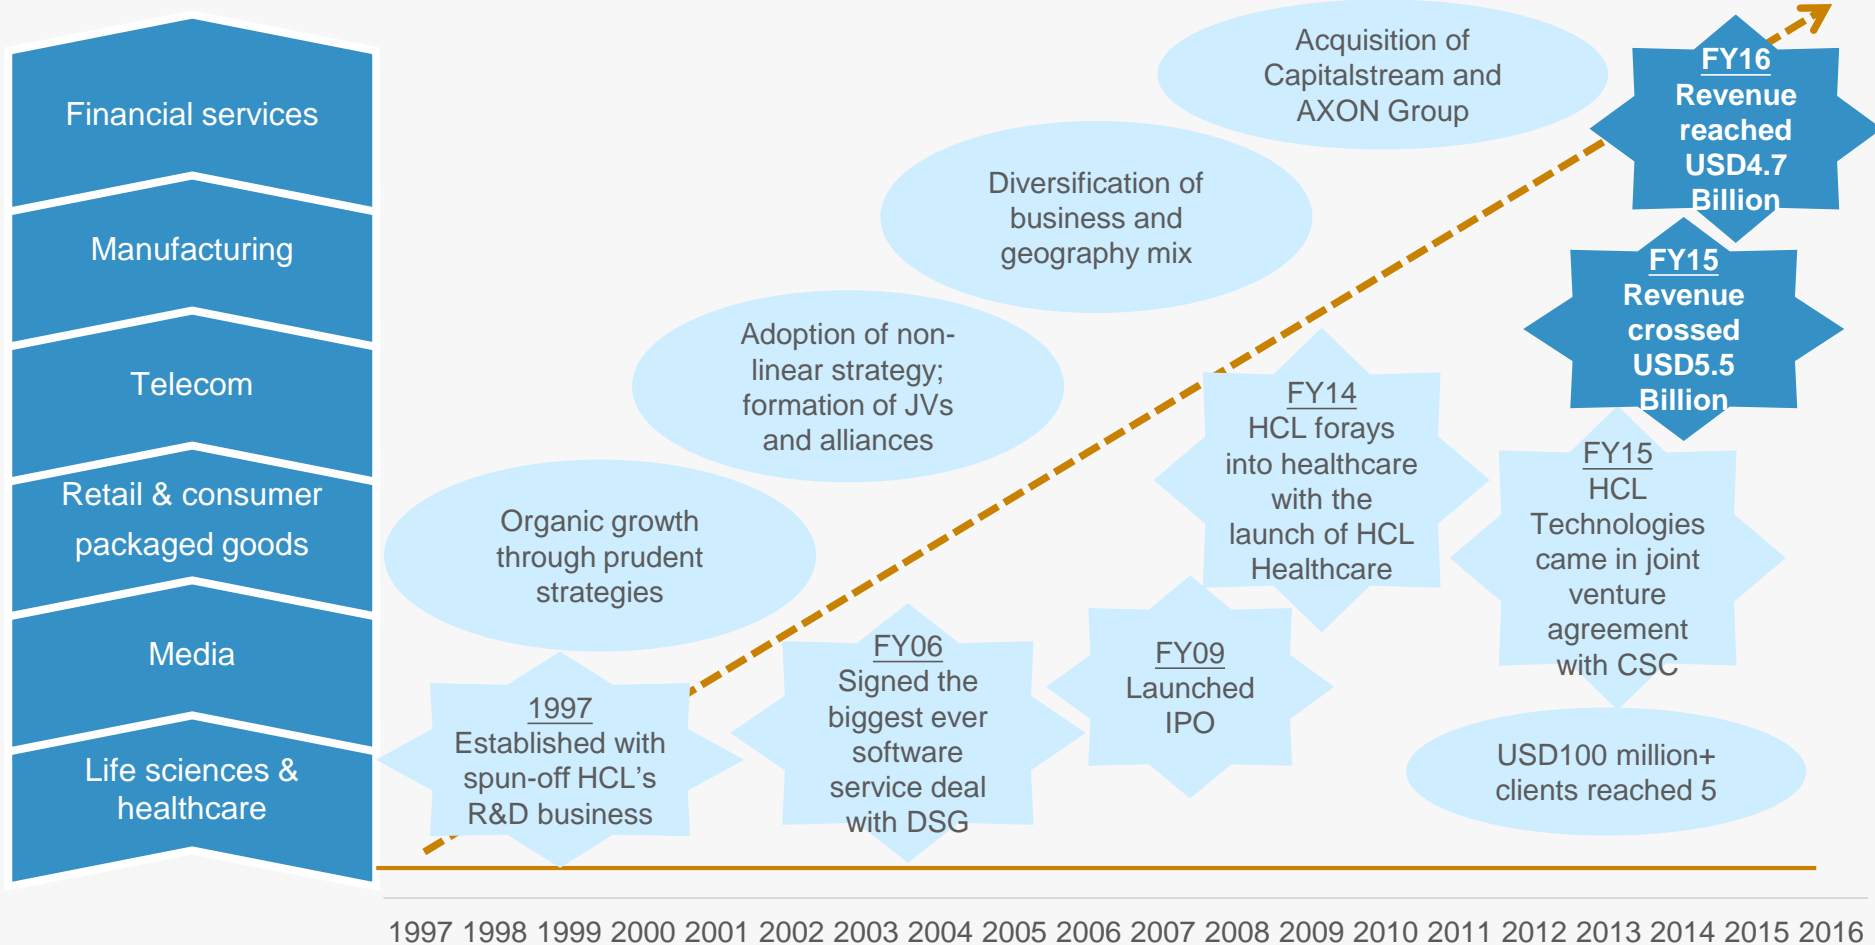 Financial services
Manufacturing
Telecom
Retail & consumer
packaged goods
Media
Life sciences &
healthcare
Organic growth
through prudent
strategies
Adoption of non-
linear strategy;
formation of JVs
and alliances
Diversification of
business and
geography mix
Acquisition of
Capitalstream and
AXON Group
1997
Established with
spun-off HCL’s
R&D business
FY06
Signed the
biggest ever
software
service deal
with DSG
FY09
Launched
IPO
FY14
HCL forays
into healthcare
with the
launch of HCL
Healthcare
FY16
Revenue
reached
USD4.7
Billion
FY15
Revenue
crossed
USD5.5
Billion
FY15
HCL
Technologies
came in joint
venture
agreement
with CSC
USD100 million+
clients reached 5
1997 1998 1999 2000 2001 2002 2003 2004 2005 2006 2007 2008 2009 2010 2011 2012 2013 2014 2015 2016